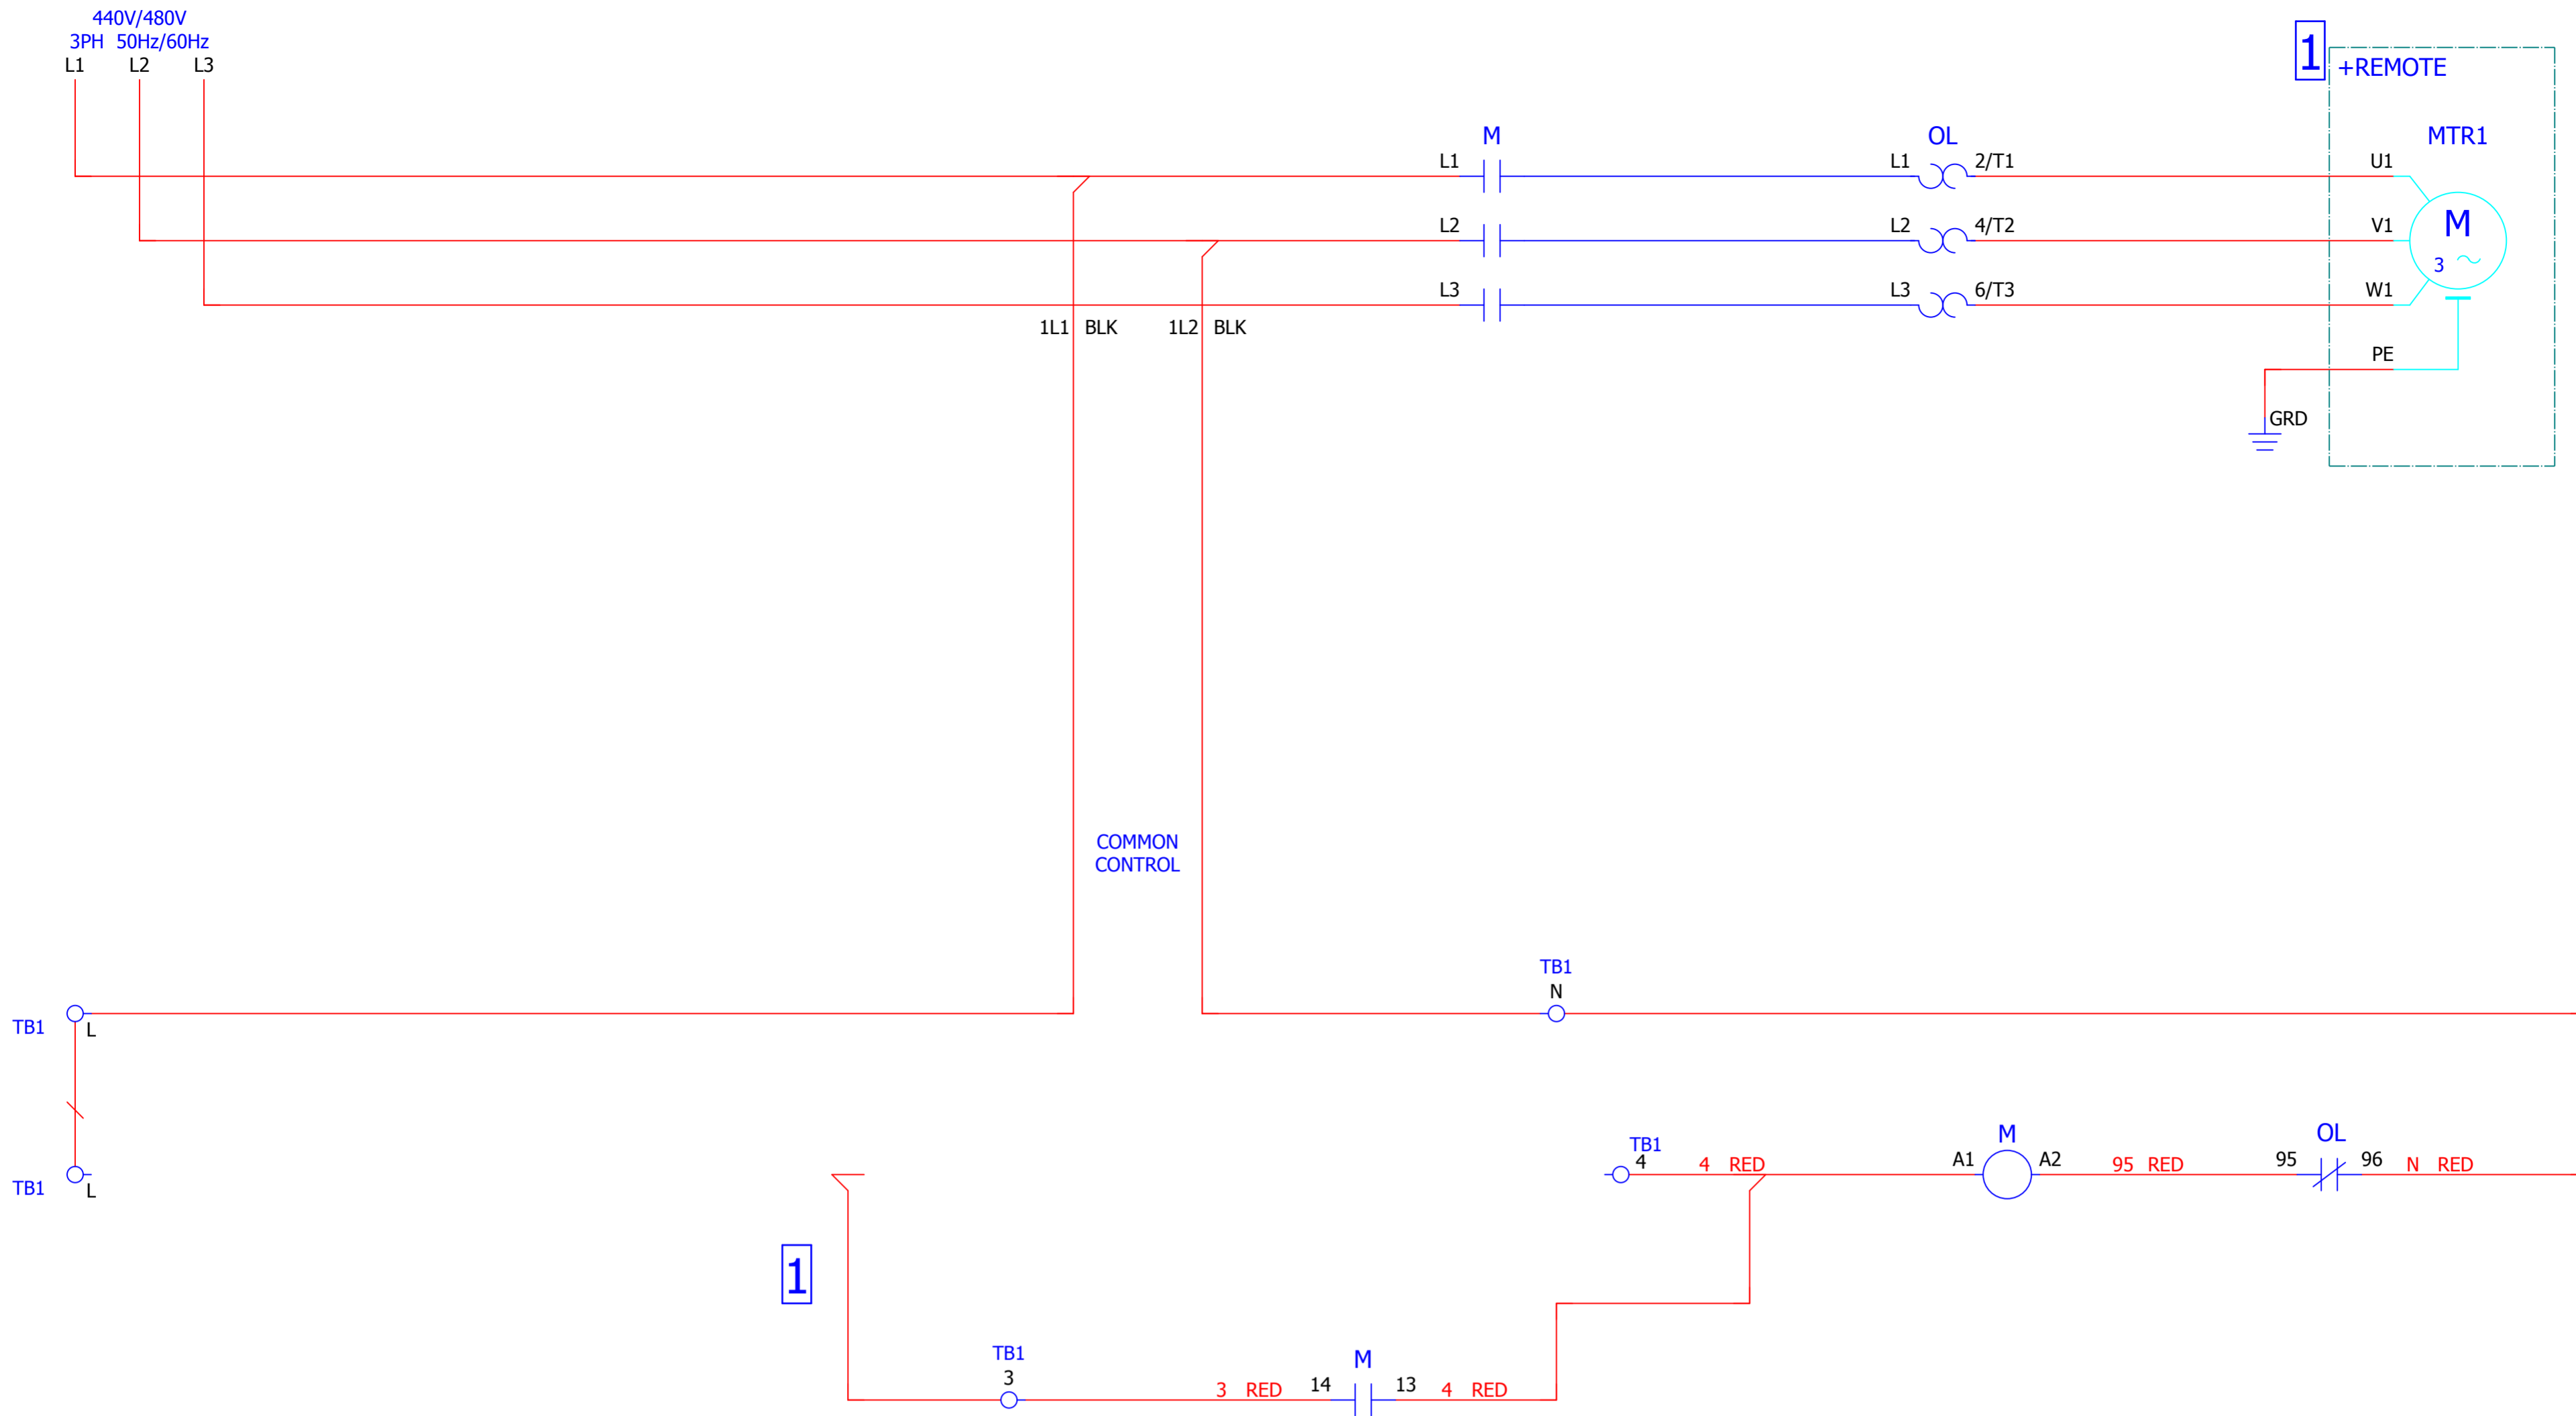 440V/480V
3PH 50Hz/60Hz
L1 L2 L3
1
+REMOTE
M OL MTR1
L1 L1 2/T1 U1
L2 L2 4/T2 V1
M
3
L3 L3 6/T3 W1
1L1 BLK 1L2 BLK
PE
GRD
COMMON
CONTROL
TB1
N
TB1 L
TB1
4 4 RED
M
A1 A2 95 RED
OL
95 96 N RED
TB1 L
1
TB1
3
M
3 RED 14 13 4 RED